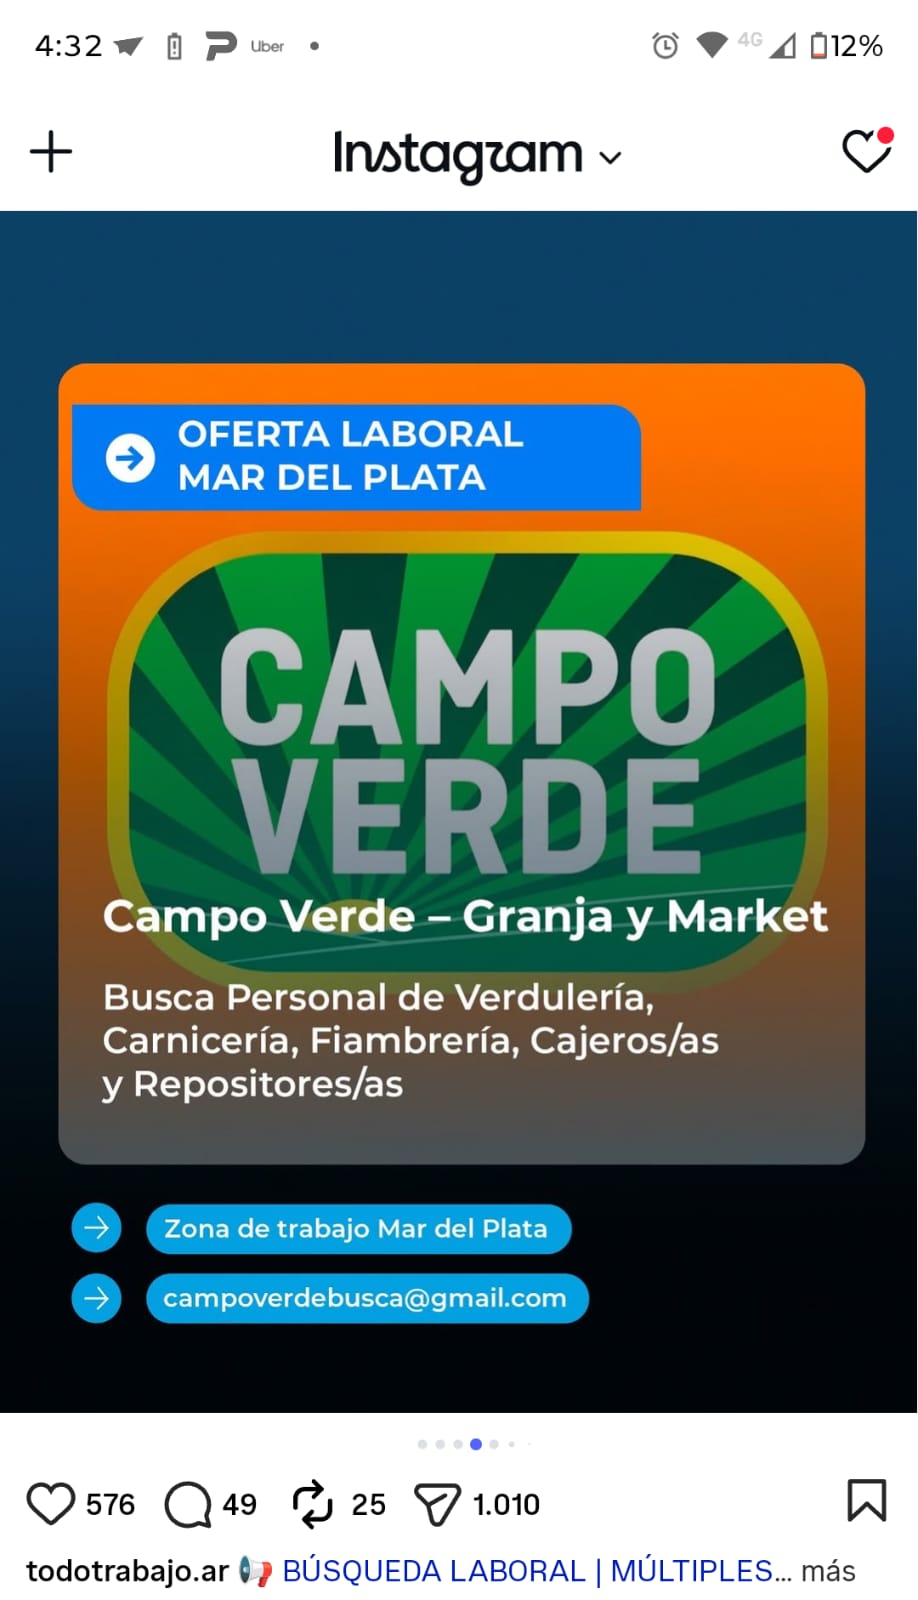 4:32 Uber 4G 12%
Instagram
OFERTA LABORAL
MAR DEL PLATA
CAMPO
VERDE
Campo Verde – Granja y Market
Busca Personal de Verdulería,
Carnicería, Fiambrería, Cajeros/as
y Repositores/as
Zona de trabajo Mar del Plata
campoverdebusca@gmail.com
576 49 25 1.010
todotrabajo.ar 📢 BÚSQUEDA LABORAL | MÚLTIPLES... más